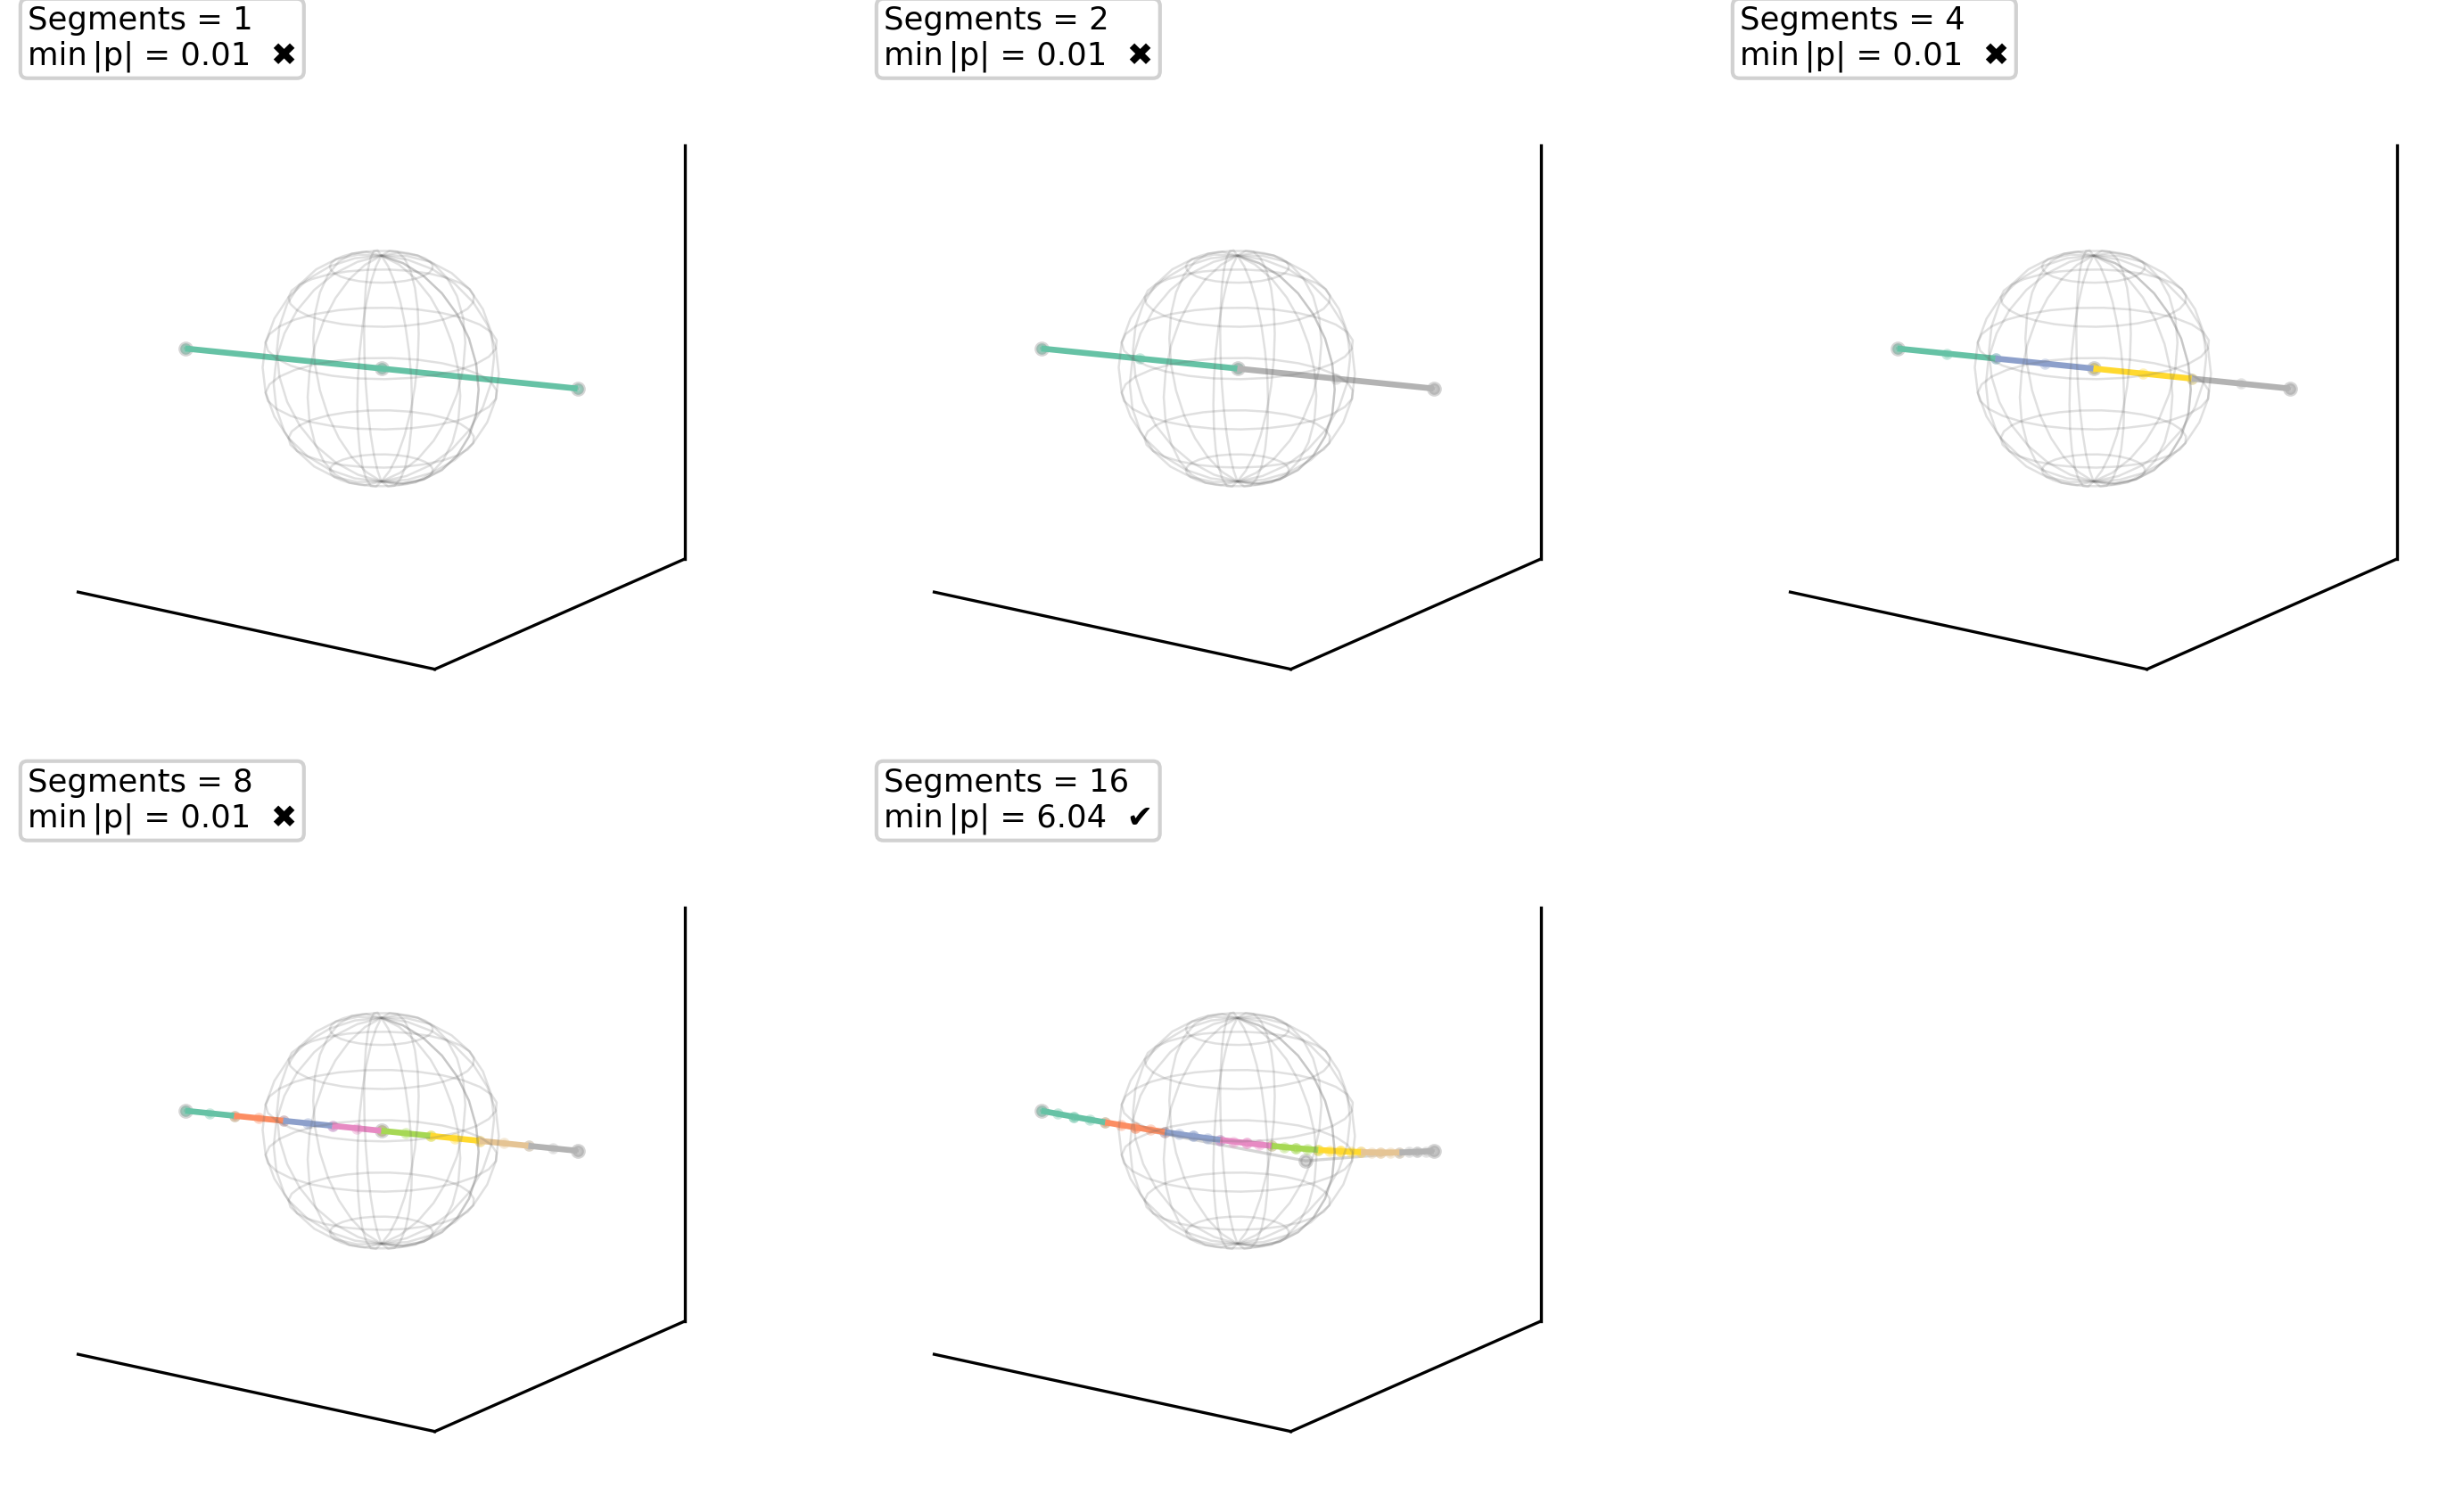 Segments = 1
min |p| = 0.01 ✖
Segments = 2
min |p| = 0.01 ✖
Segments = 4
min |p| = 0.01 ✖
Segments = 8
min |p| = 0.01 ✖
Segments = 16
min |p| = 6.04 ✔